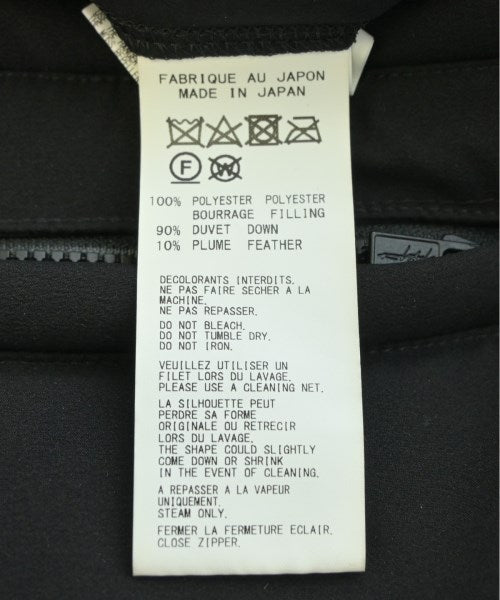 FABRIQUE AU JAPON
MADE IN JAPAN
F W
100% POLYESTER POLYESTER
BOURRAGE FILLING
90% DUVET DOWN
10% PLUME FEATHER
DECOLORANTS INTERDITS.
NE PAS FAIRE SECHER A LA
MACHINE.
NE PAS REPASSER.
DO NOT BLEACH.
DO NOT TUMBLE DRY.
DO NOT IRON.
VEUILLEZ UTILISER UN
FILET LORS DU LAVAGE.
PLEASE USE A CLEANING NET.
LA SILHOUETTE PEUT
PERDRE SA FORME
ORIGINALE OU RETRECIR
LORS DU LAVAGE.
THE SHAPE COULD SLIGHTLY
COME DOWN OR SHRINK
IN THE EVENT OF CLEANING.
A REPASSER A LA VAPEUR
UNIQUEMENT.
STEAM ONLY.
FERMER LA FERMETURE ECLAIR.
CLOSE ZIPPER.